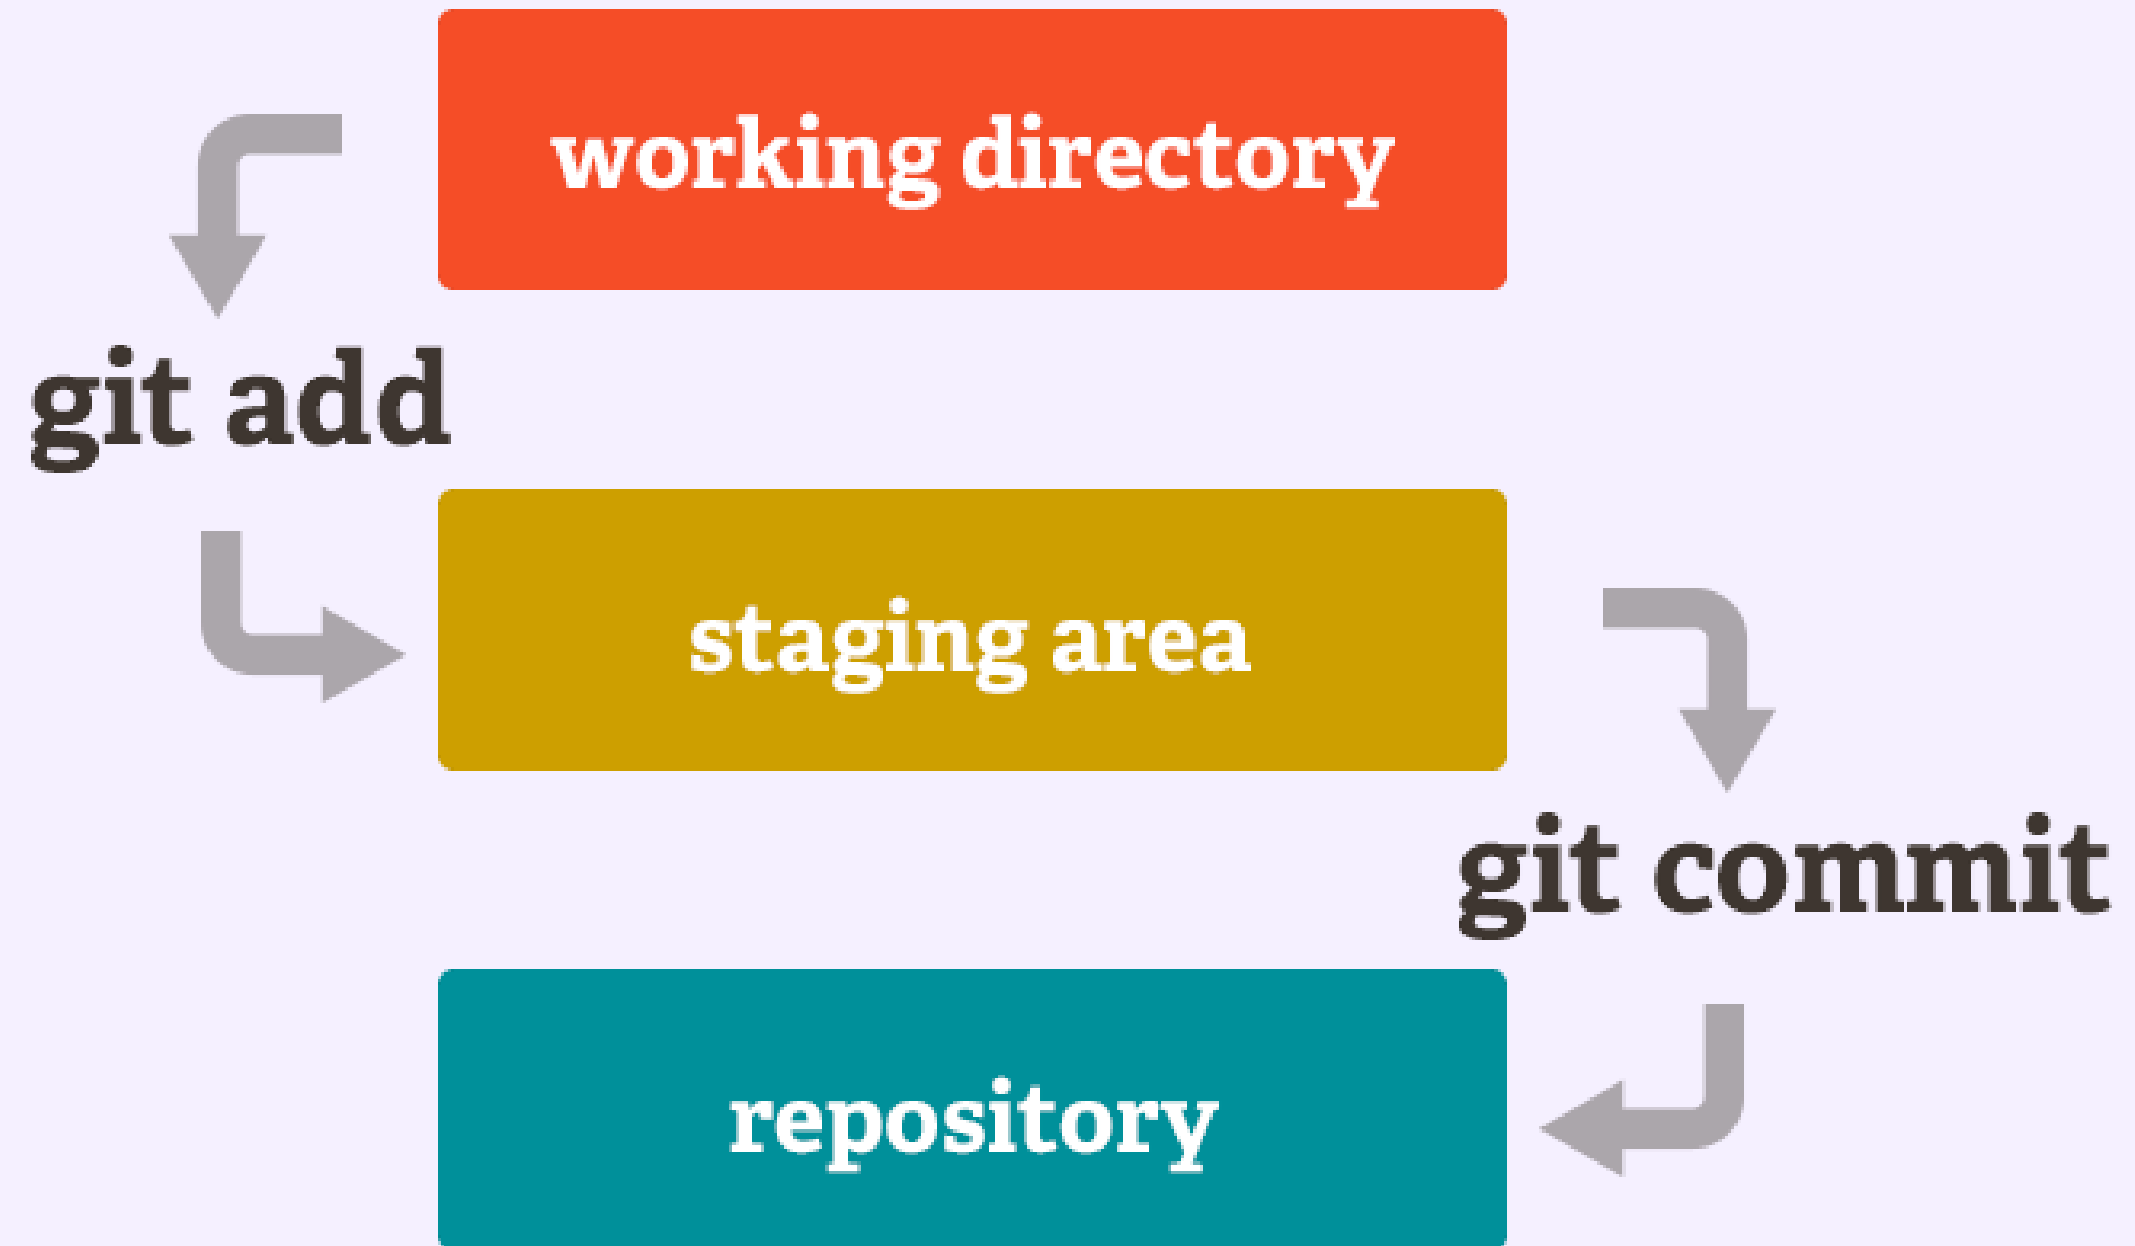 working directory
git add
staging area
git commit
repository